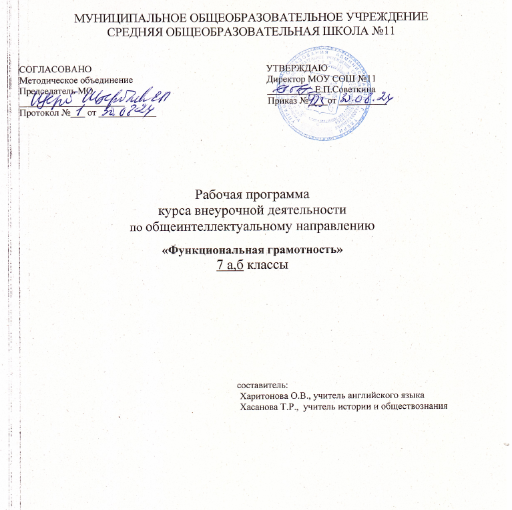 МУНИЦИПАЛЬНОЕ ОБЩЕОБРАЗОВАТЕЛЬНОЕ УЧРЕЖДЕНИЕ
СРЕДНЯЯ ОБЩЕОБРАЗОВАТЕЛЬНАЯ ШКОЛА №11
СОГЛАСОВАНО
Методическое объединение
Председатель МО
Протокол № 1 от
УТВЕРЖДАЮ
Директор МОУ СОШ №11
Е.П.Советкина
Приказ № от
Рабочая программа
курса внеурочной деятельности
по общеинтеллектуальному направлению
«Функциональная грамотность»
7 а,б классы
составитель:
Харитонова О.В., учитель английского языка
Хасанова Т.Р., учитель истории и обществознания